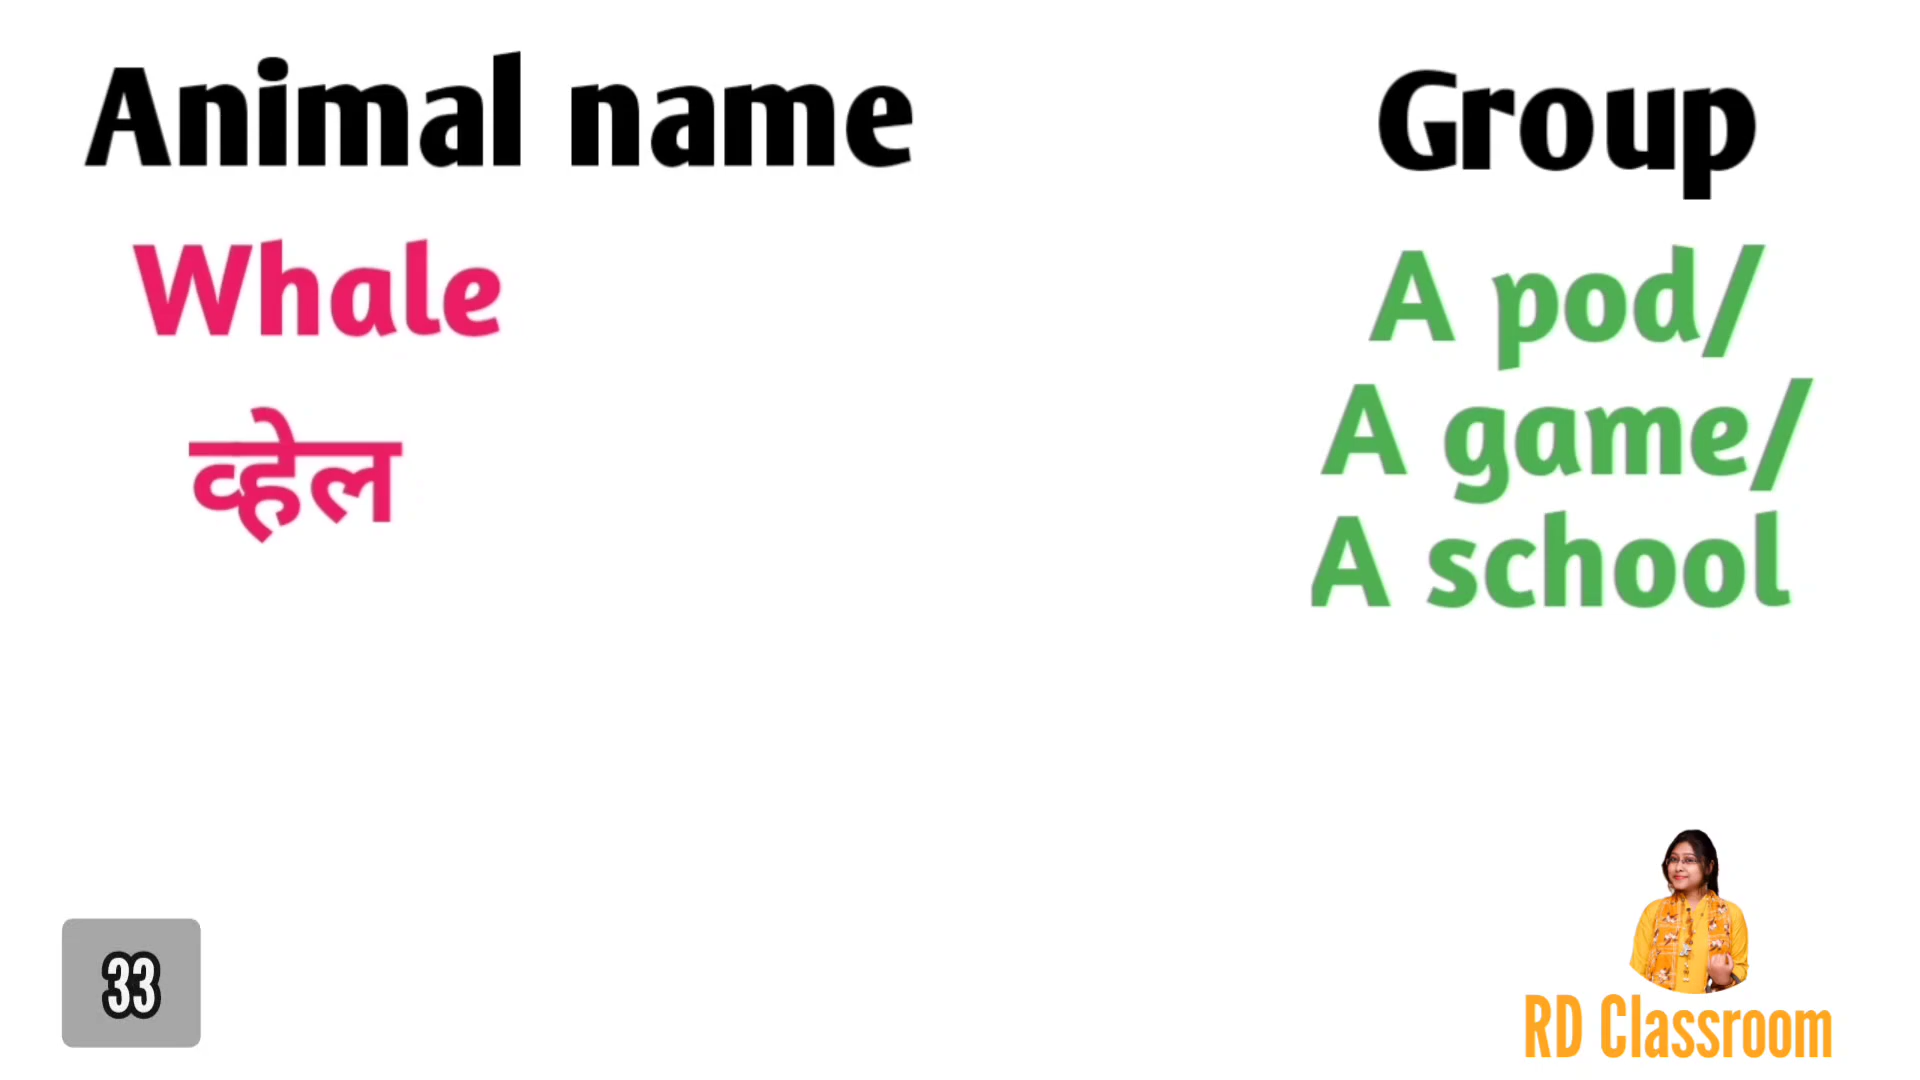 Animal name
Group
Whale
व्हेल
A pod/
A game/
A school
33
RD Classroom